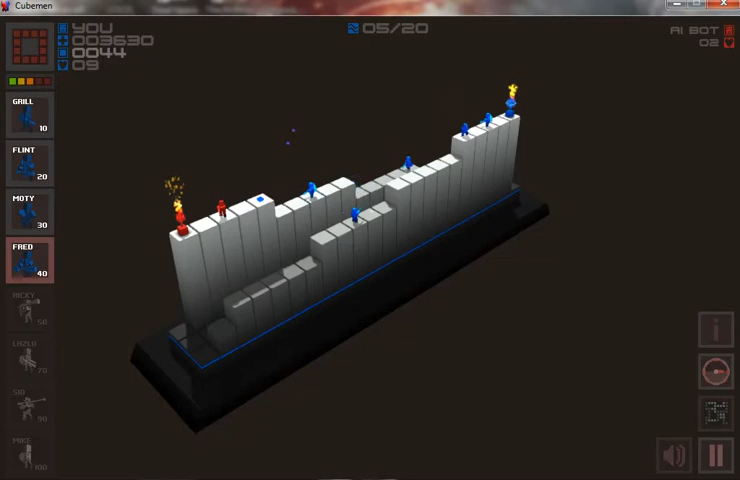 Cubemen
YOU
003630
0044
09
05/20
AI BOT
02
GRILL
10
FLINT
20
MOTY
30
FRED
40
RICKY
50
LAZLO
70
SID
90
MIKE
100
i